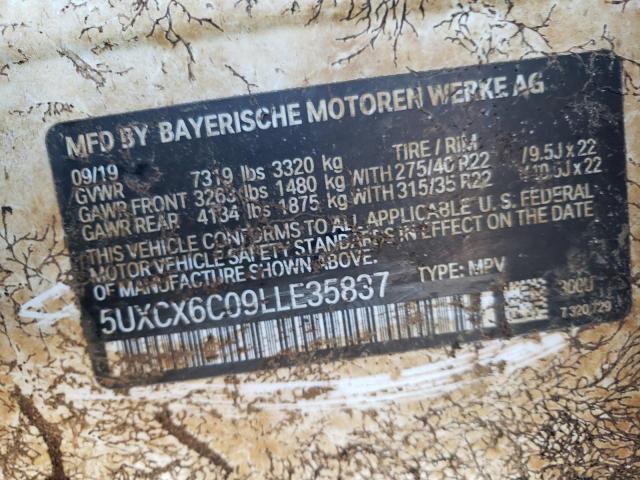 MFD BY BAYERISCHE MOTOREN WERKE AG
09/19 TIRE / RIM
GVWR 7319 lbs 3320 kg
GAWR FRONT 3263 lbs 1480 kg WITH 275/40 R22 / 9.5J x 22
GAWR REAR 4134 lbs 1875 kg WITH 315/35 R22 x 22
THIS VEHICLE CONFORMS TO ALL APPLICABLE U.S. FEDERAL
MOTOR VEHICLE SAFETY STANDARDS IN EFFECT ON THE DATE
OF MANUFACTURE SHOWN ABOVE.
5UXCX6C09LLE35837 TYPE: MPV